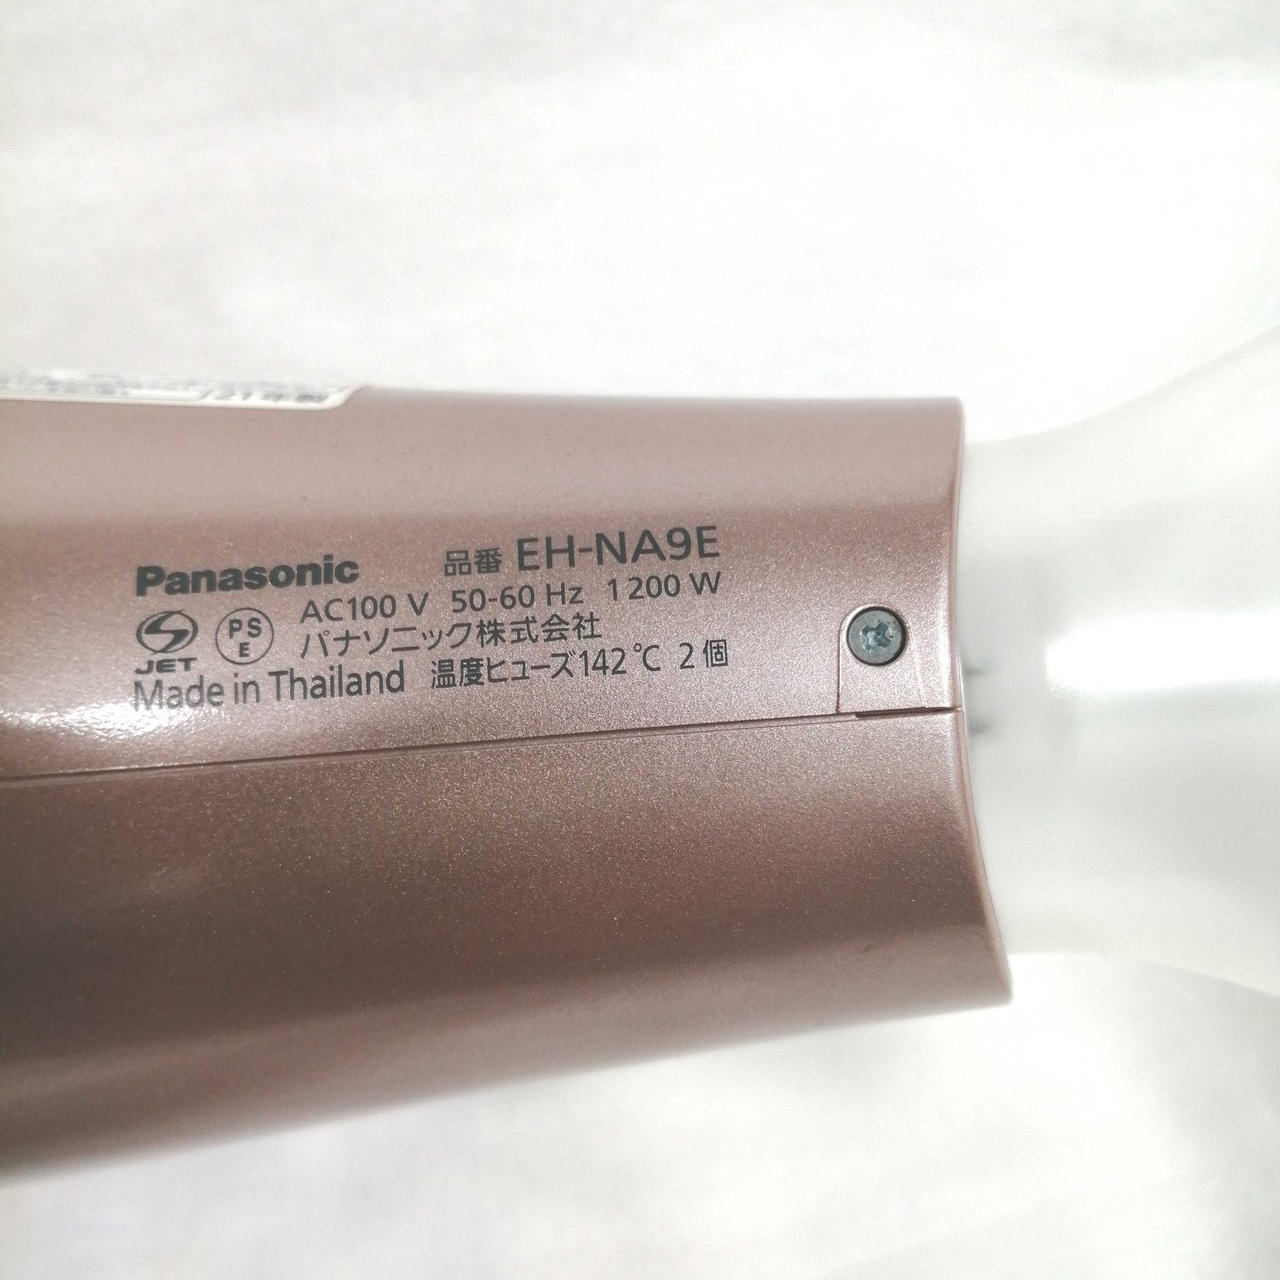 Panasonic 品番 EH-NA9E
AC100 V 50-60 Hz 1200 W
PS E パナソニック株式会社
JET
Made in Thailand 温度ヒューズ142℃ 2個